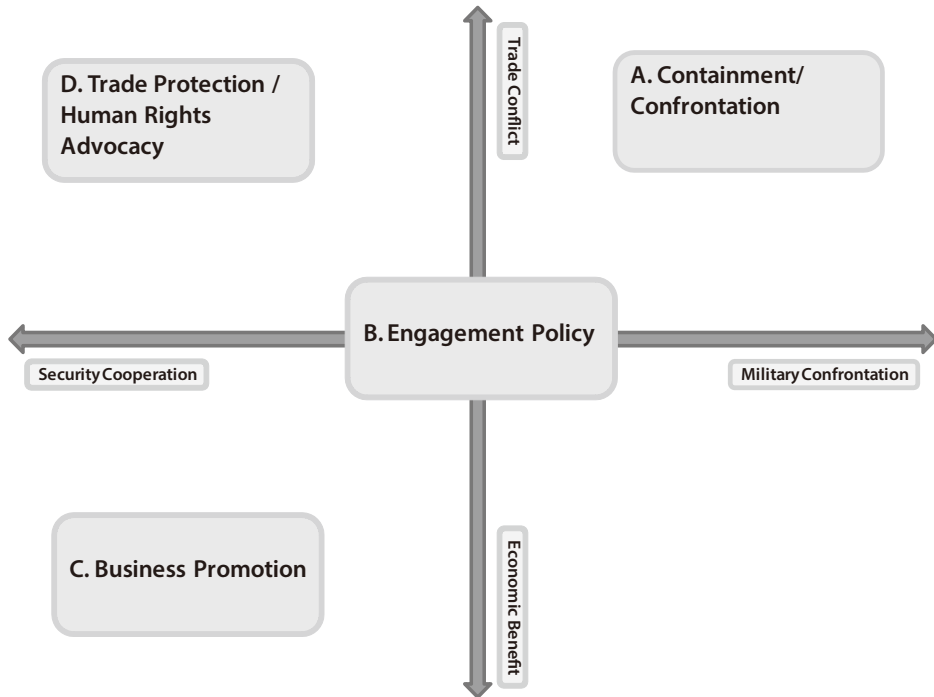 D. Trade Protection /
Human Rights
Advocacy
Trade Conflict
A. Containment/
Confrontation
B. Engagement Policy
Security Cooperation
Military Confrontation
C. Business Promotion
Economic Benefit